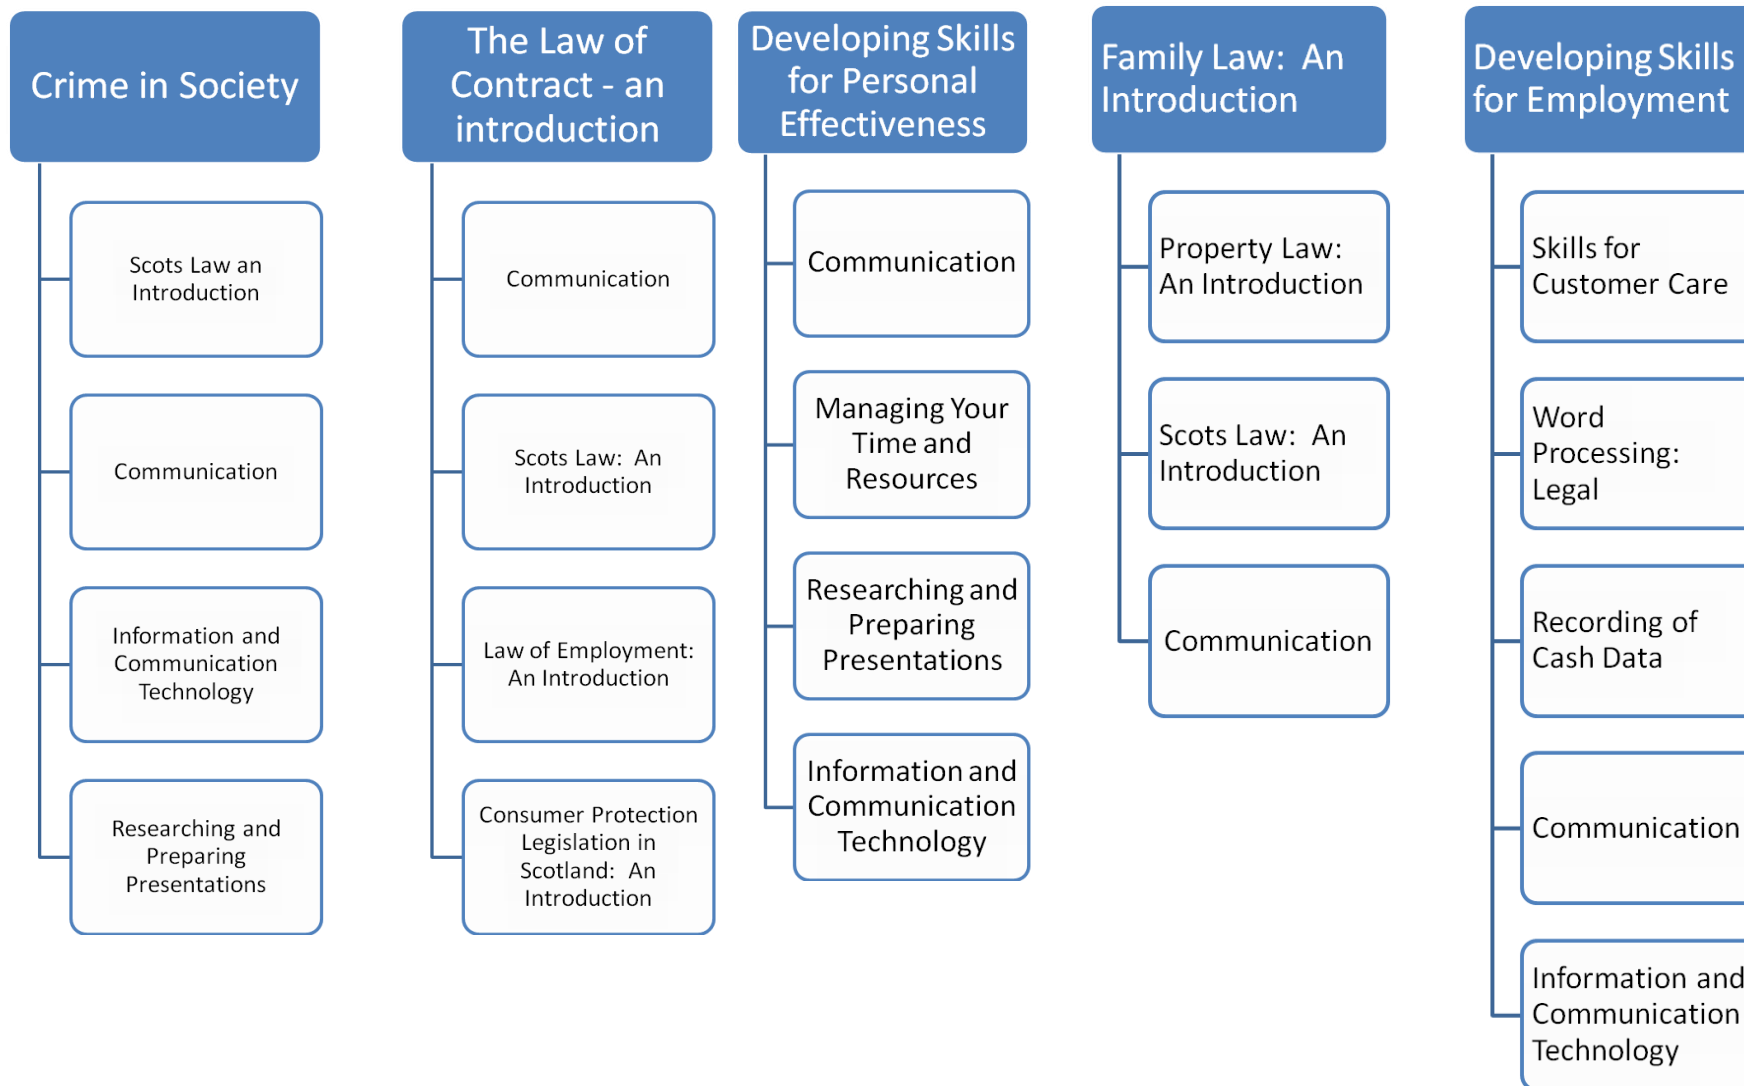 Crime in Society
Scots Law an
Introduction
Communication
Information and
Communication
Technology
Researching and
Preparing
Presentations
The Law of
Contract - an
introduction
Communication
Scots Law:  An
Introduction
Law of Employment:
An Introduction
Consumer Protection
Legislation in
Scotland:  An
Introduction
Developing Skills
for Personal
Effectiveness
Communication
Managing Your
Time and
Resources
Researching and
Preparing
Presentations
Information and
Communication
Technology
Family Law:  An
Introduction
Property Law:
An Introduction
Scots Law:  An
Introduction
Communication
Developing Skills
for Employment
Skills for
Customer Care
Word
Processing:
Legal
Recording of
Cash Data
Communication
Information and
Communication
Technology